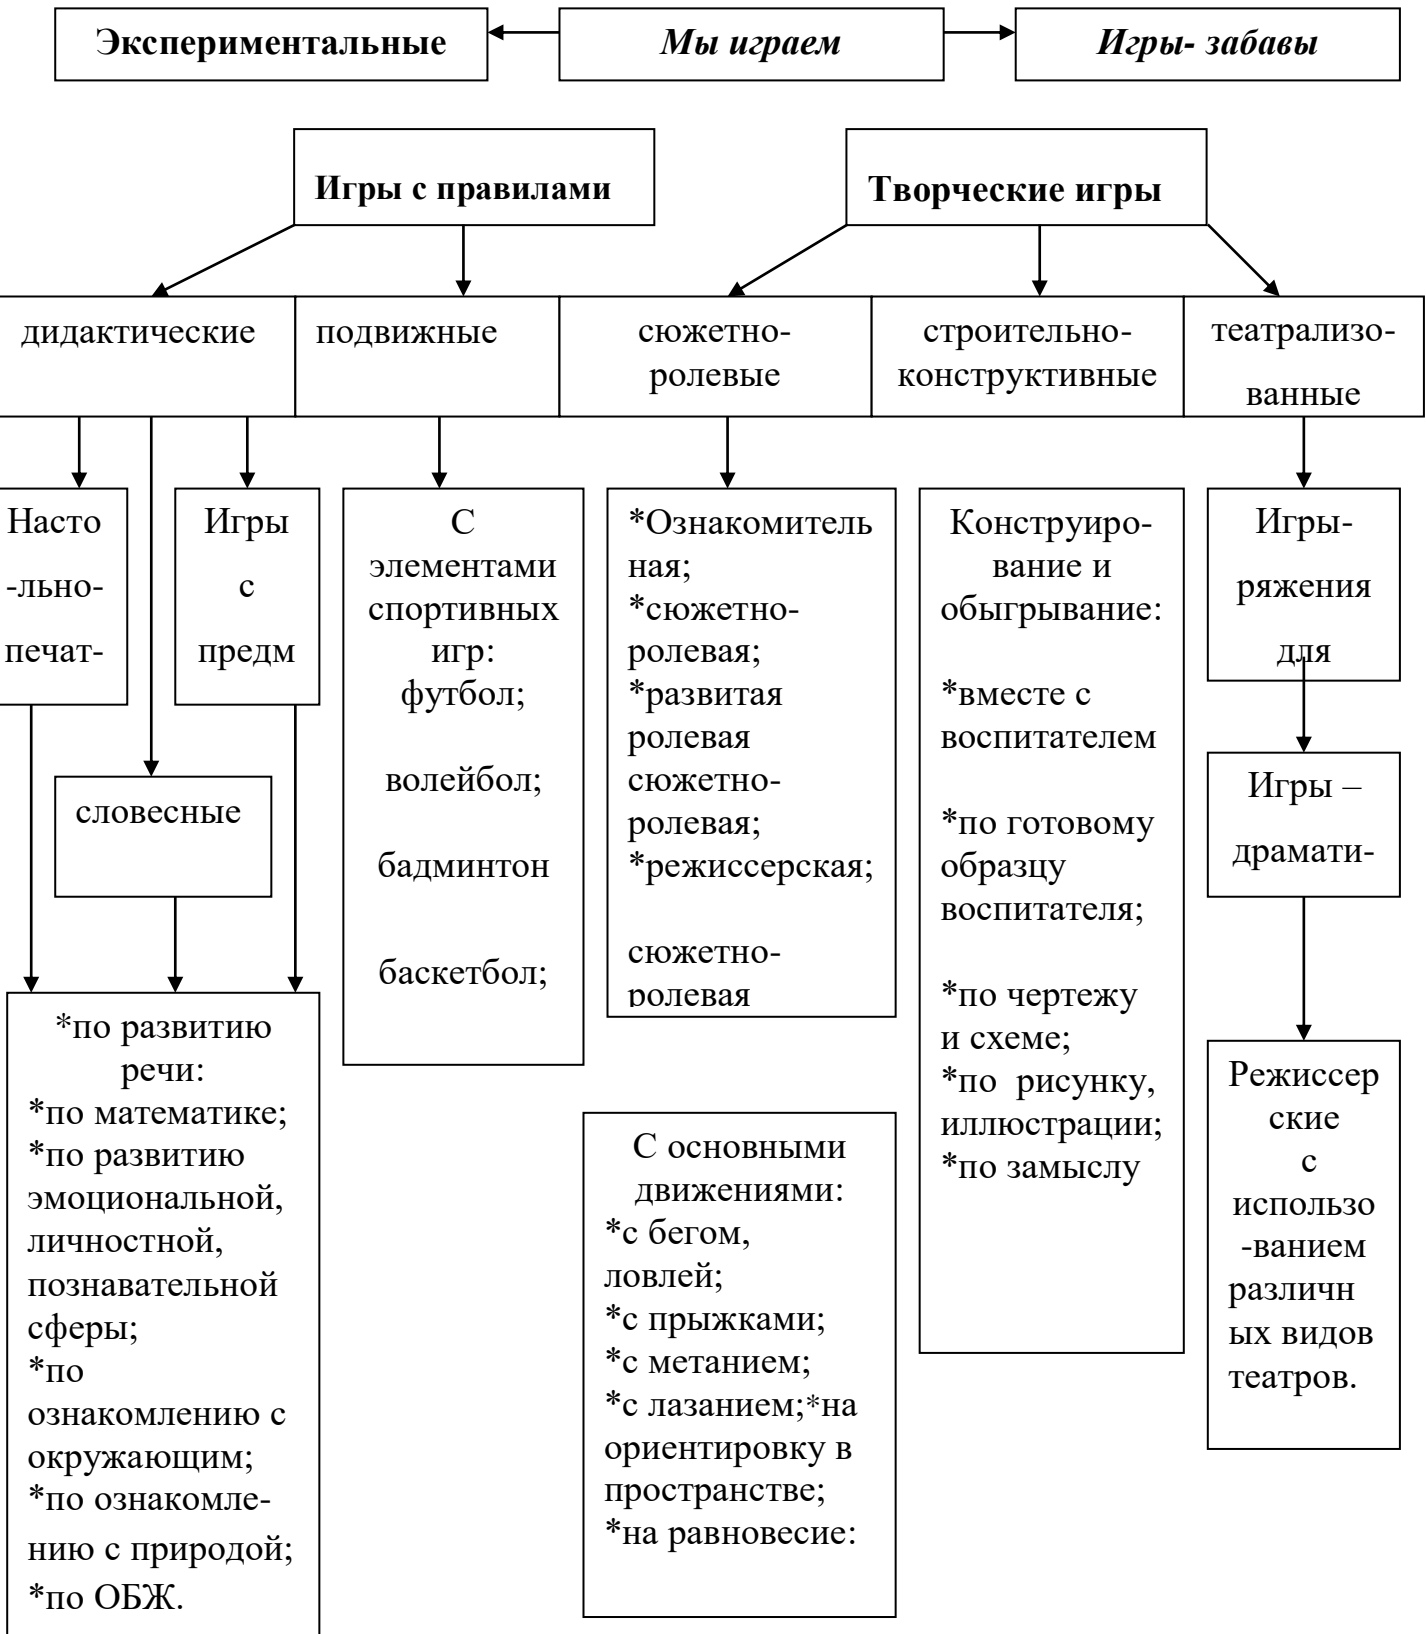 Экспериментальные
Мы играем
Игры- забавы
Игры с правилами
Творческие игры
дидактические
подвижные
сюжетно-
ролевые
строительно-
конструктивные
театрализо-
ванные
Насто
-льно-
печат-
Игры
с
предм
словесные
*по развитию
речи:
*по математике;
*по развитию
эмоциональной,
личностной,
познавательной
сферы;
*по
ознакомлению с
окружающим;
*по ознакомле-
нию с природой;
*по ОБЖ.
С
элементами
спортивных
игр:
футбол;
волейбол;
бадминтон
баскетбол;
*Ознакомитель
ная;
*сюжетно-
ролевая;
*развитая
ролевая
сюжетно-
ролевая;
*режиссерская;
сюжетно-
ролевая
С основными
движениями:
*с бегом,
ловлей;
*с прыжками;
*с метанием;
*с лазанием;*на
ориентировку в
пространстве;
*на равновесие:
Конструиро-
вание и
обыгрывание:
*вместе с
воспитателем
*по готовому
образцу
воспитателя;
*по чертежу
и схеме;
*по рисунку,
иллюстрации;
*по замыслу
Игры-
ряжения
для
Игры –
драмати-
Режиссер
ские
с
использо
-ванием
различн
ых видов
театров.